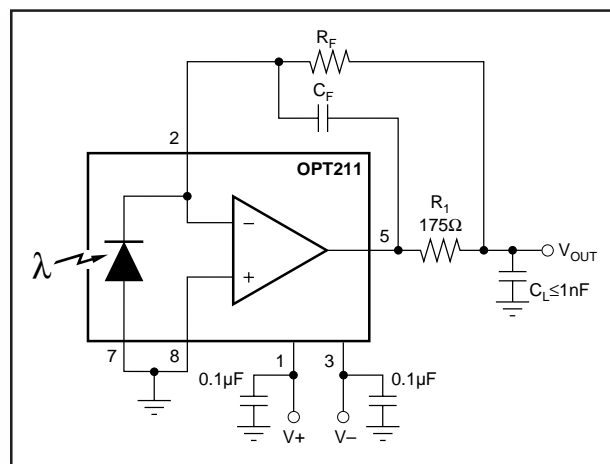 R_F
C_F
2
OPT211
λ
−
+
5
R_1
175Ω
V_OUT
C_L≤1nF
7
8
1
3
0.1µF
0.1µF
V+
V–